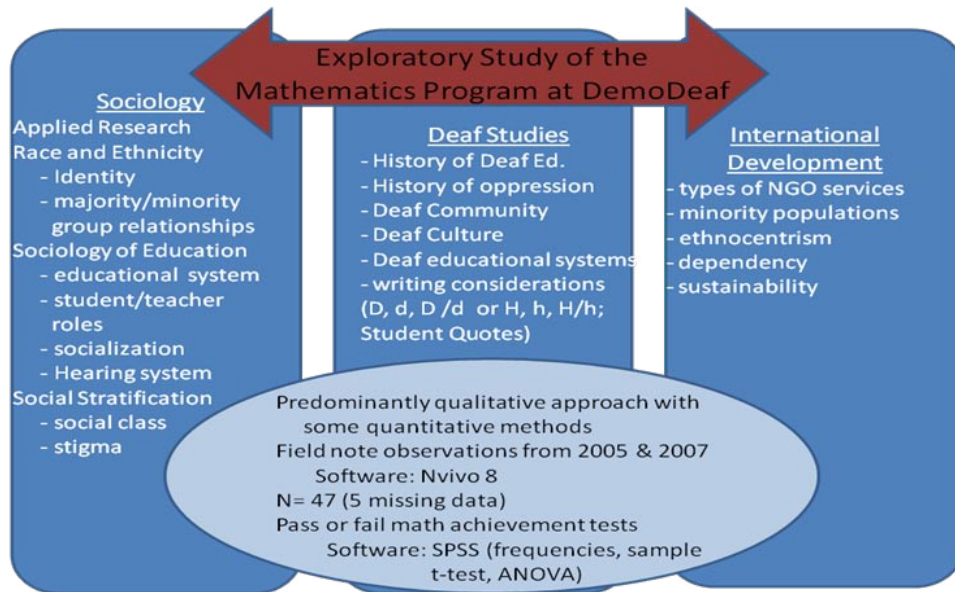 Exploratory Study of the
Mathematics Program at DemoDeaf
Sociology
Applied Research
Race and Ethnicity
- Identity
- majority/minority
group relationships
Sociology of Education
- educational system
- student/teacher
roles
- socialization
- Hearing system
Social Stratification
- social class
- stigma
Deaf Studies
- History of Deaf Ed.
- History of oppression
- Deaf Community
- Deaf Culture
- Deaf educational systems
- writing considerations
(D, d, D /d or H, h, H/h;
Student Quotes)
International
Development
- types of NGO services
- minority populations
- ethnocentrism
- dependency
- sustainability
Predominantly qualitative approach with
some quantitative methods
Field note observations from 2005 & 2007
Software: Nvivo 8
N= 47 (5 missing data)
Pass or fail math achievement tests
Software: SPSS (frequencies, sample
t-test, ANOVA)